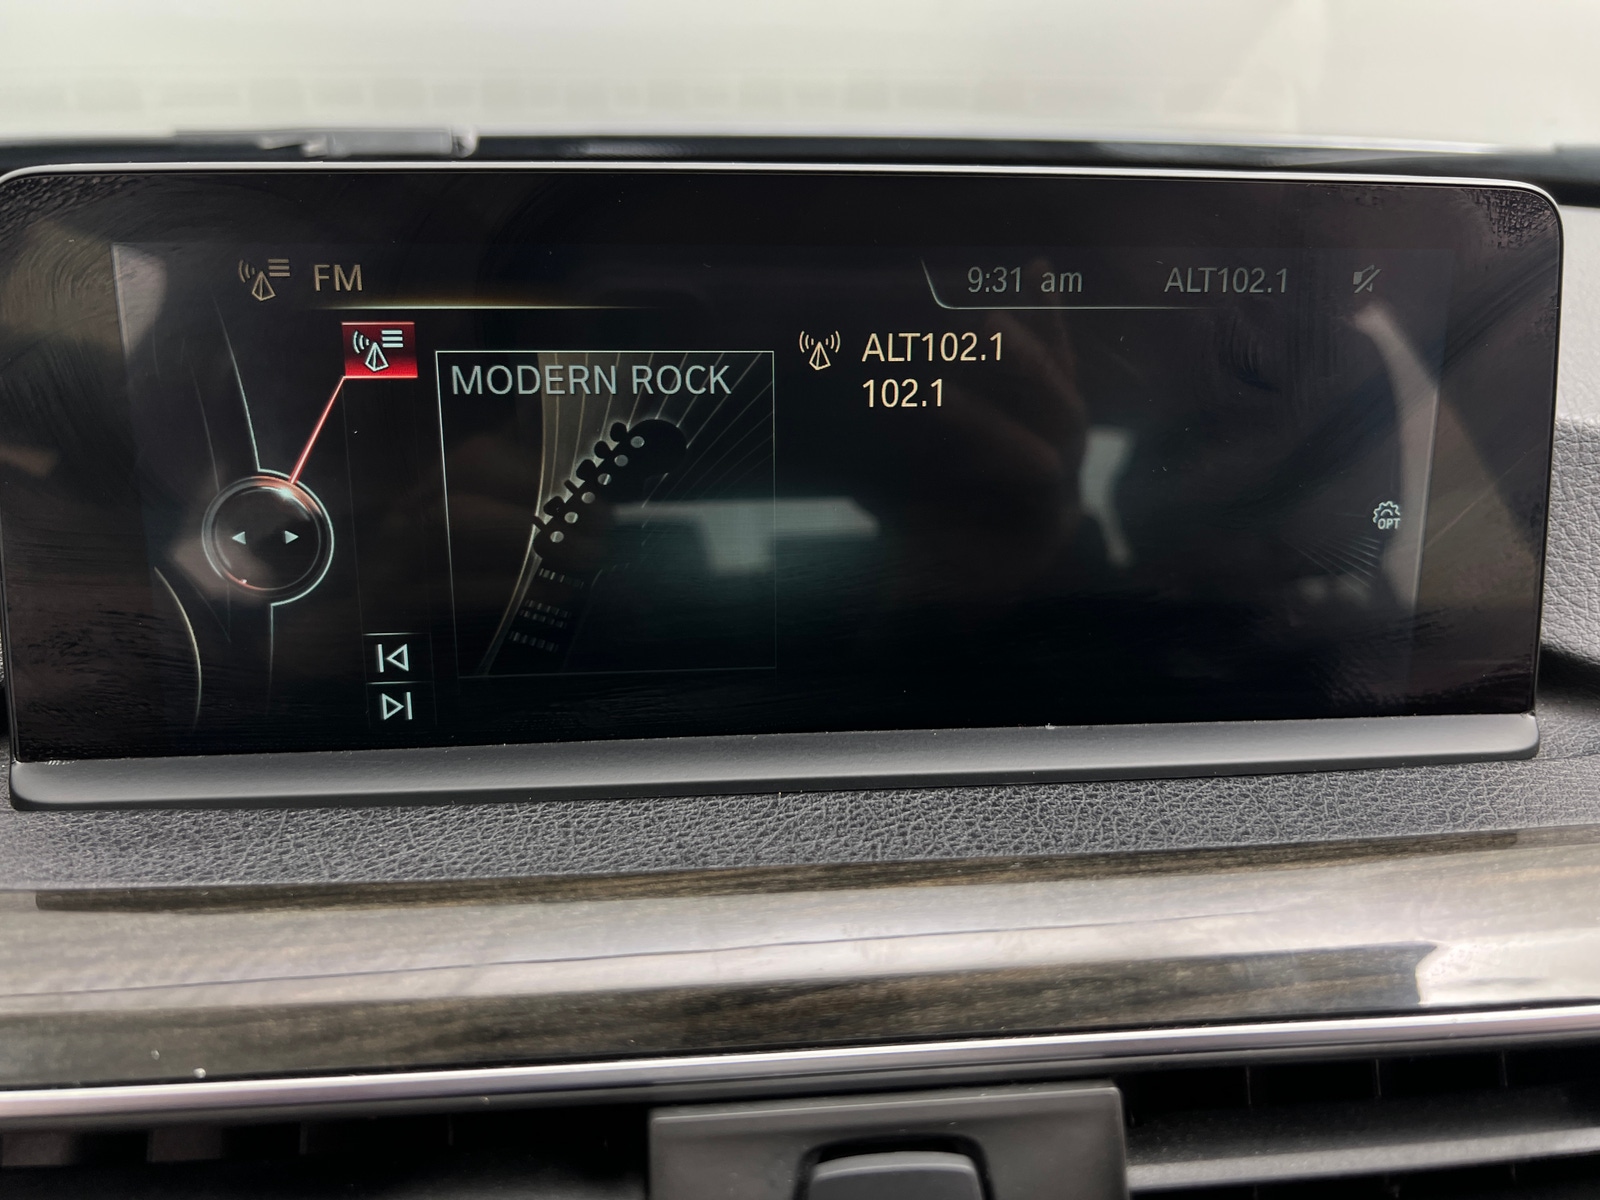 FM
9:31 am
ALT102.1
MODERN ROCK
ALT102.1
102.1
OPT